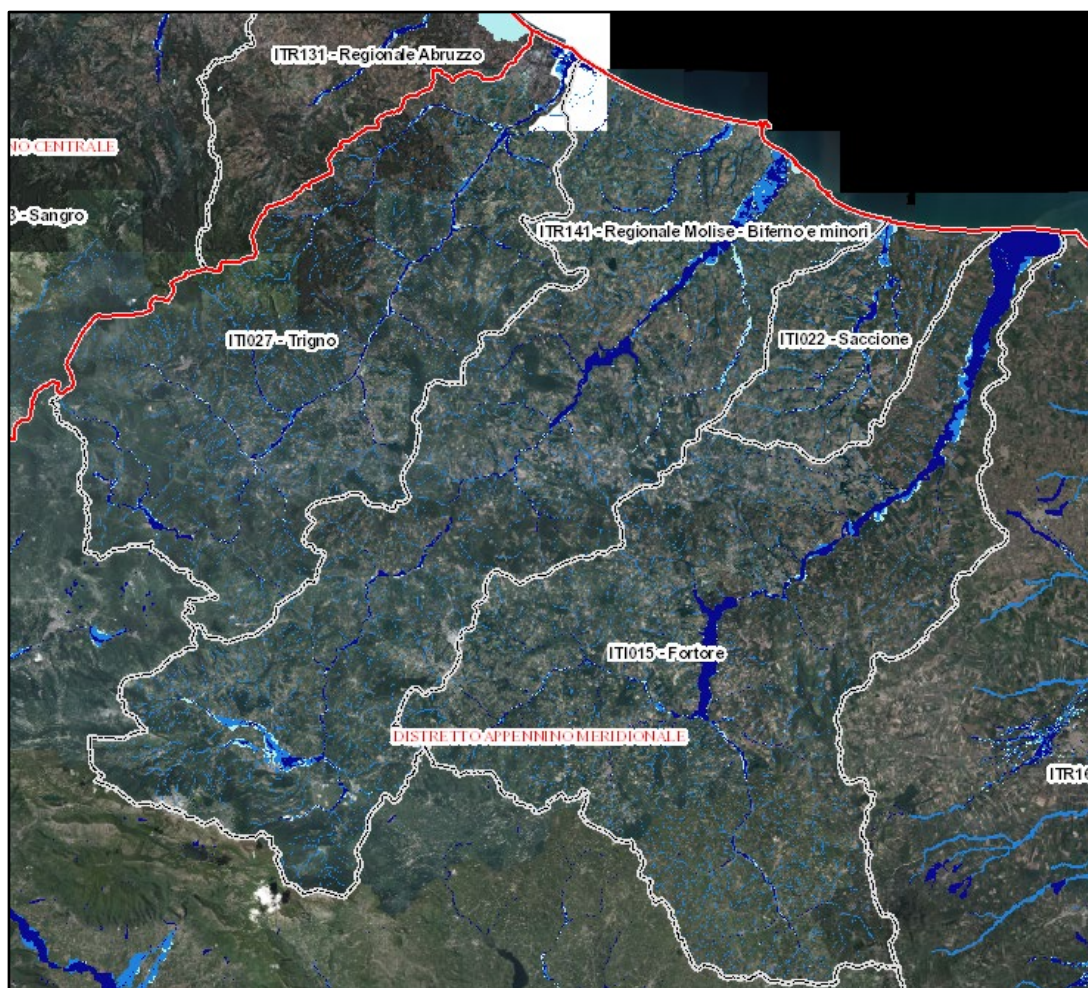 ITR131 - Regionale Abruzzo
NO CENTRALE
3 - Sangro
ITR141 - Regionale Molise - Biferno e minori
ITI027 - Trigno
ITI022 - Saccione
ITI015 - Fortore
DISTRETTO APPENNINO MERIDIONALE
ITR16